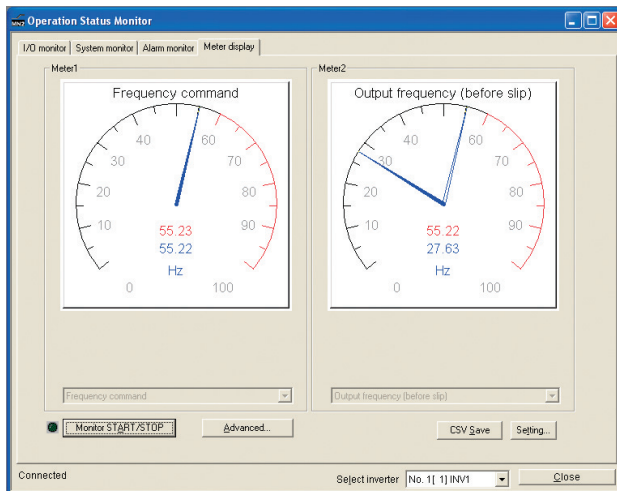 Operation Status Monitor
I/O monitor System monitor Alarm monitor Meter display
Meter1
Frequency command
0 10 20 30 40 60 70 80 90 100
55.23
55.22
Hz
Frequency command
Meter2
Output frequency (before slip)
0 10 20 30 40 60 70 80 90 100
55.22
27.63
Hz
Output frequency (before slip)
Monitor START/STOP
Advanced...
CSV Save
Setting...
Connected
Select inverter
No. 1[ 1] INV1
Close